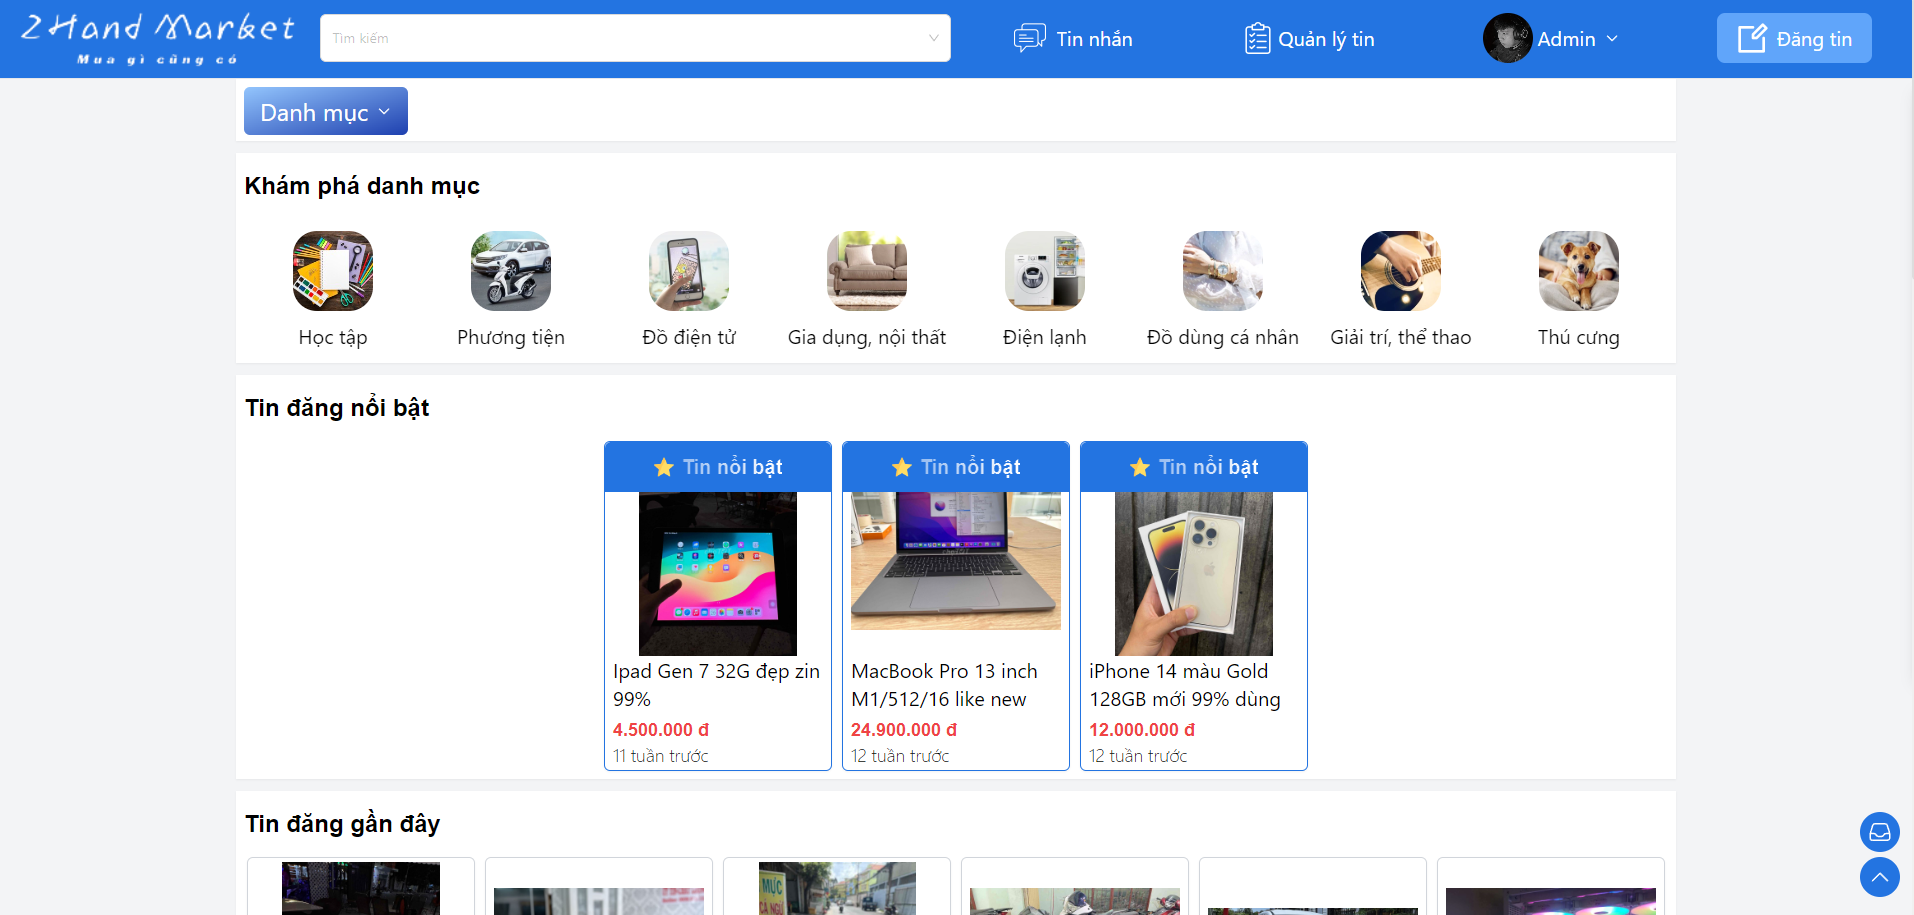 2Hand Market
Mua gì cũng có
Tìm kiếm
Tin nhắn
Quản lý tin
Admin
Đăng tin
Danh mục
Khám phá danh mục
Học tập
Phương tiện
Đồ điện tử
Gia dụng, nội thất
Điện lạnh
Đồ dùng cá nhân
Giải trí, thể thao
Thú cưng
Tin đăng nổi bật
Tin nổi bật
Tin nổi bật
Tin nổi bật
Ipad Gen 7 32G đẹp zin
99%
4.500.000 đ
11 tuần trước
MacBook Pro 13 inch
M1/512/16 like new
24.900.000 đ
12 tuần trước
iPhone 14 màu Gold
128GB mới 99% dùng
12.000.000 đ
12 tuần trước
Tin đăng gần đây
MỰC